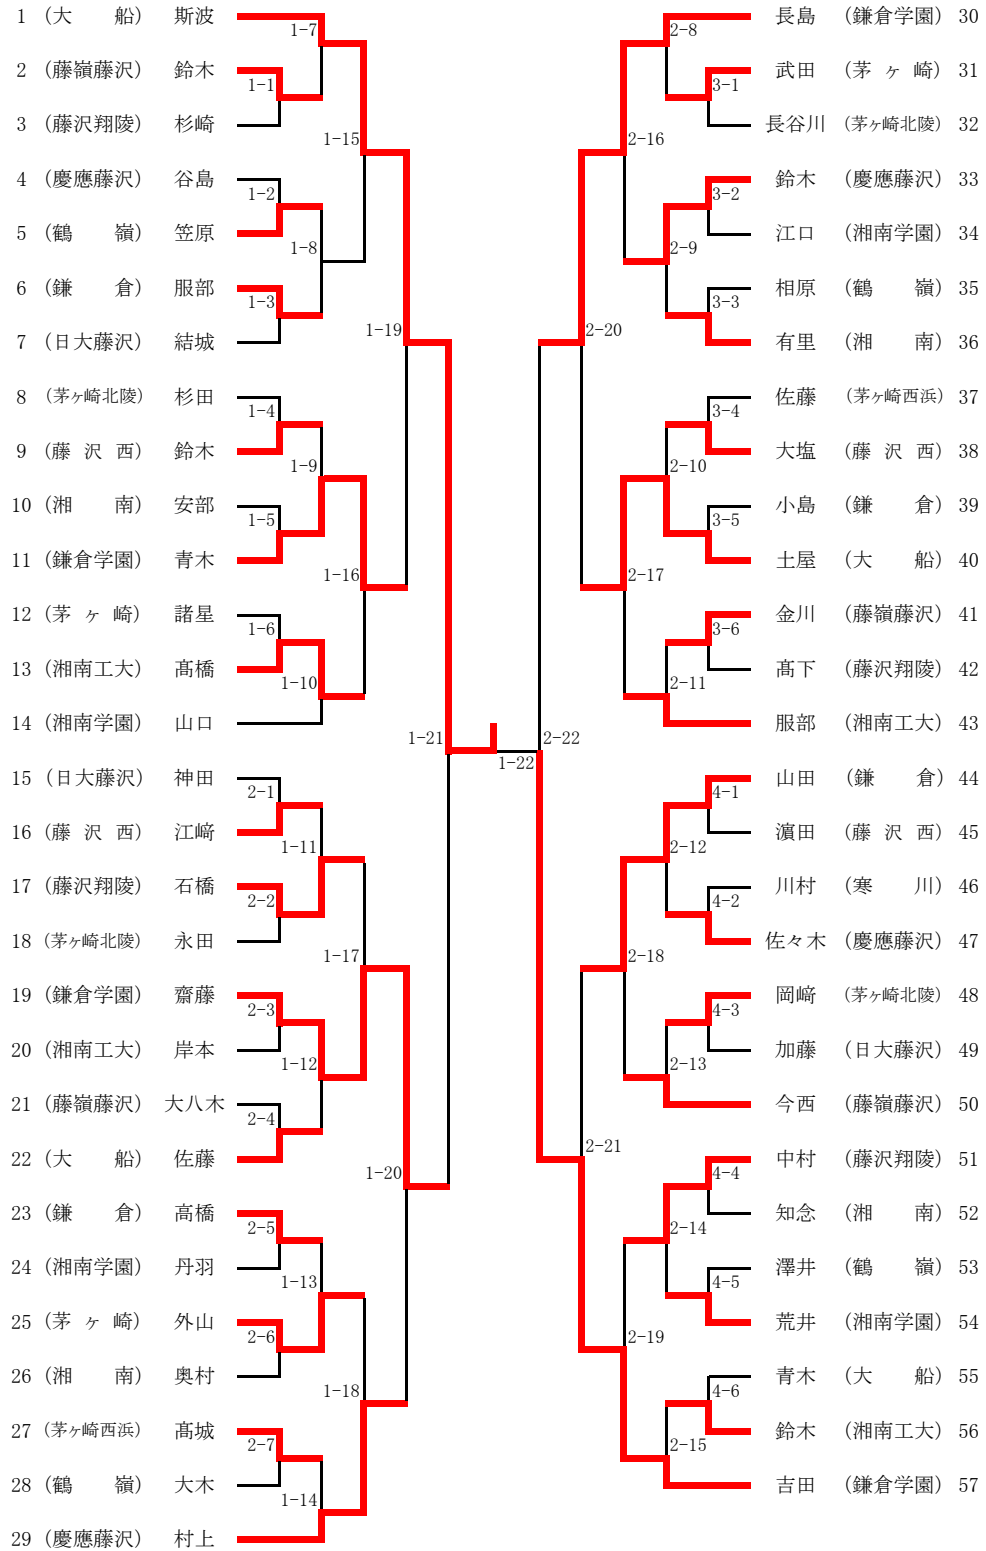 1 (大　船) 斯波
1-7
2 (藤嶺藤沢) 鈴木
1-1
3 (藤沢翔陵) 杉崎
1-15
4 (慶應藤沢) 谷島
1-2
5 (鶴　嶺) 笠原
1-8
6 (鎌　倉) 服部
1-3
7 (日大藤沢) 結城
1-19
8 (茅ヶ崎北陵) 杉田
1-4
9 (藤 沢 西) 鈴木
1-9
10 (湘　南) 安部
1-5
11 (鎌倉学園) 青木
1-16
12 (茅 ヶ 崎) 諸星
1-6
13 (湘南工大) 髙橋
1-10
14 (湘南学園) 山口
1-21
15 (日大藤沢) 神田
2-1
16 (藤 沢 西) 江﨑
1-11
17 (藤沢翔陵) 石橋
2-2
18 (茅ヶ崎北陵) 永田
1-17
19 (鎌倉学園) 齋藤
2-3
20 (湘南工大) 岸本
1-12
21 (藤嶺藤沢) 大八木
2-4
22 (大　船) 佐藤
1-20
23 (鎌　倉) 高橋
2-5
24 (湘南学園) 丹羽
1-13
25 (茅 ヶ 崎) 外山
2-6
26 (湘　南) 奥村
1-18
27 (茅ヶ崎西浜) 髙城
2-7
28 (鶴　嶺) 大木
1-14
29 (慶應藤沢) 村上
1-22
長島 (鎌倉学園) 30
2-8
武田 (茅 ヶ 崎) 31
3-1
長谷川 (茅ヶ崎北陵) 32
2-16
鈴木 (慶應藤沢) 33
3-2
江口 (湘南学園) 34
2-9
相原 (鶴　嶺) 35
3-3
有里 (湘　南) 36
2-20
佐藤 (茅ヶ崎西浜) 37
3-4
大塩 (藤 沢 西) 38
2-10
小島 (鎌　倉) 39
3-5
土屋 (大　船) 40
2-17
金川 (藤嶺藤沢) 41
3-6
髙下 (藤沢翔陵) 42
2-11
服部 (湘南工大) 43
2-22
山田 (鎌　倉) 44
4-1
濵田 (藤 沢 西) 45
2-12
川村 (寒　川) 46
4-2
佐々木 (慶應藤沢) 47
2-18
岡﨑 (茅ヶ崎北陵) 48
4-3
加藤 (日大藤沢) 49
2-13
今西 (藤嶺藤沢) 50
2-21
中村 (藤沢翔陵) 51
4-4
知念 (湘　南) 52
2-14
澤井 (鶴　嶺) 53
4-5
荒井 (湘南学園) 54
2-19
青木 (大　船) 55
4-6
鈴木 (湘南工大) 56
2-15
吉田 (鎌倉学園) 57